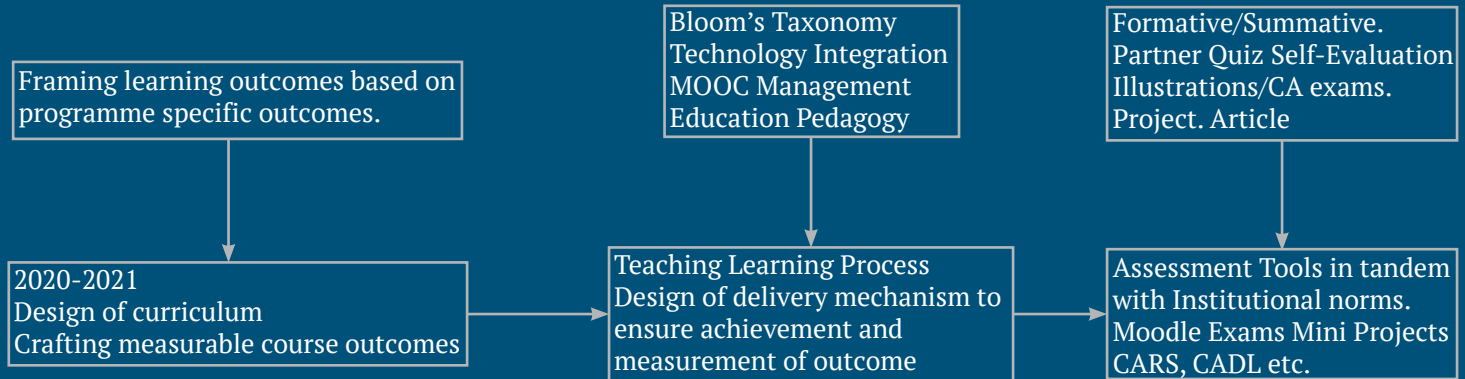 Framing learning outcomes based on
programme specific outcomes.
Bloom’s Taxonomy
Technology Integration
MOOC Management
Education Pedagogy
Formative/Summative.
Partner Quiz Self-Evaluation
Illustrations/CA exams.
Project. Article
2020-2021
Design of curriculum
Crafting measurable course outcomes
Teaching Learning Process
Design of delivery mechanism to
ensure achievement and
measurement of outcome
Assessment Tools in tandem
with Institutional norms.
Moodle Exams Mini Projects
CARS, CADL etc.